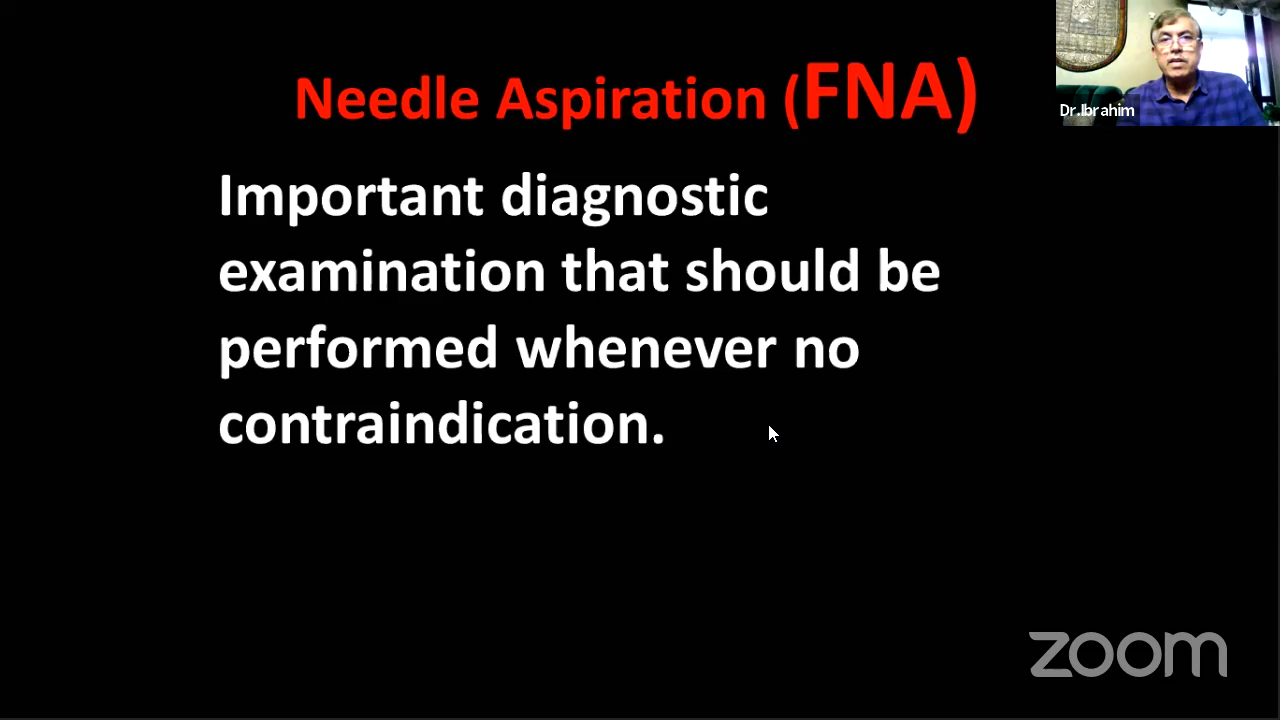 Needle Aspiration (FNA)
Dr.Ibrahim
Important diagnostic
examination that should be
performed whenever no
contraindication.
zoom